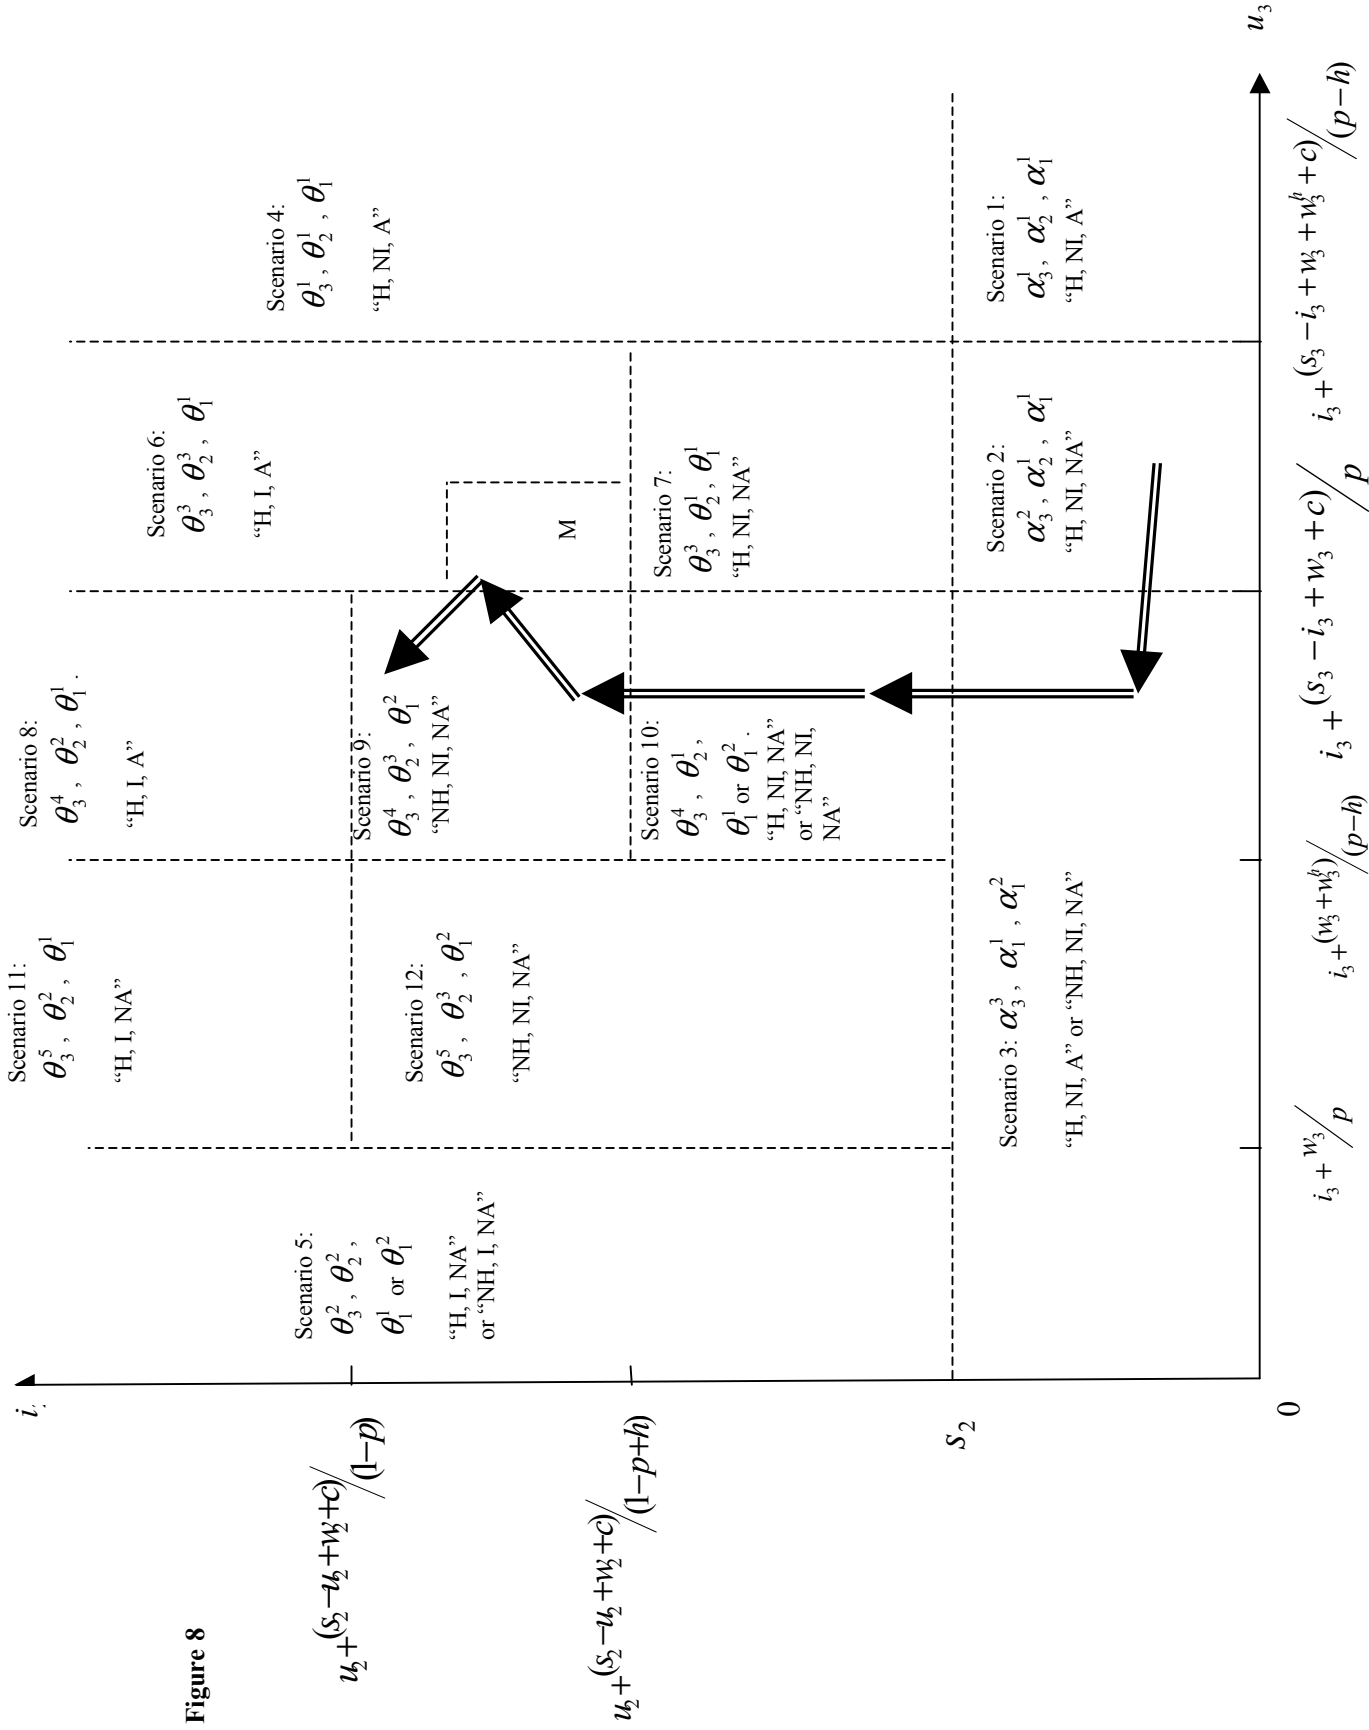 Figure 8
i
u₂+(s₂−u₂+w₂+c)/(1−p)
u₂+(s₂−u₂+w₂+c)/(1−p+h)
s₂
0
Scenario 11:
θ₃⁵ , θ₂² , θ₁¹
“H, I, NA”
Scenario 8:
θ₃⁴ , θ₂² , θ₁¹ .
“H, I, A”
Scenario 6:
θ₃³ , θ₂³ , θ₁¹
“H, I, A”
Scenario 4:
θ₃¹ , θ₂¹ , θ₁¹
“H, NI, A”
Scenario 5:
θ₃² , θ₂² ,
θ₁¹ or θ₁²
“H, I, NA”
or “NH, I, NA”
Scenario 12:
θ₃⁵ , θ₂³ , θ₁²
“NH, NI, NA”
Scenario 9:
θ₃⁴ , θ₂³ , θ₁²
“NH, NI, NA”
M
Scenario 10:
θ₃⁴ , θ₂¹ ,
θ₁¹ or θ₁² .
“H, NI, NA”
or “NH, NI,
NA”
Scenario 7:
θ₃³ , θ₂¹ , θ₁¹
“H, NI, NA”
Scenario 3: α₃³ , α₁¹ , α₁²
“H, NI, A” or “NH, NI, NA”
Scenario 2:
α₃² , α₂¹ , α₁¹
“H, NI, NA”
Scenario 1:
α₃¹ , α₂¹ , α₁¹
“H, NI, A”
u₃
i₃+w₃/p
i₃+(w₃+w₃ʰ)/(p−h)
i₃+(s₃−i₃+w₃+c)/p
i₃+(s₃−i₃+w₃+w₃ʰ+c)/(p−h)